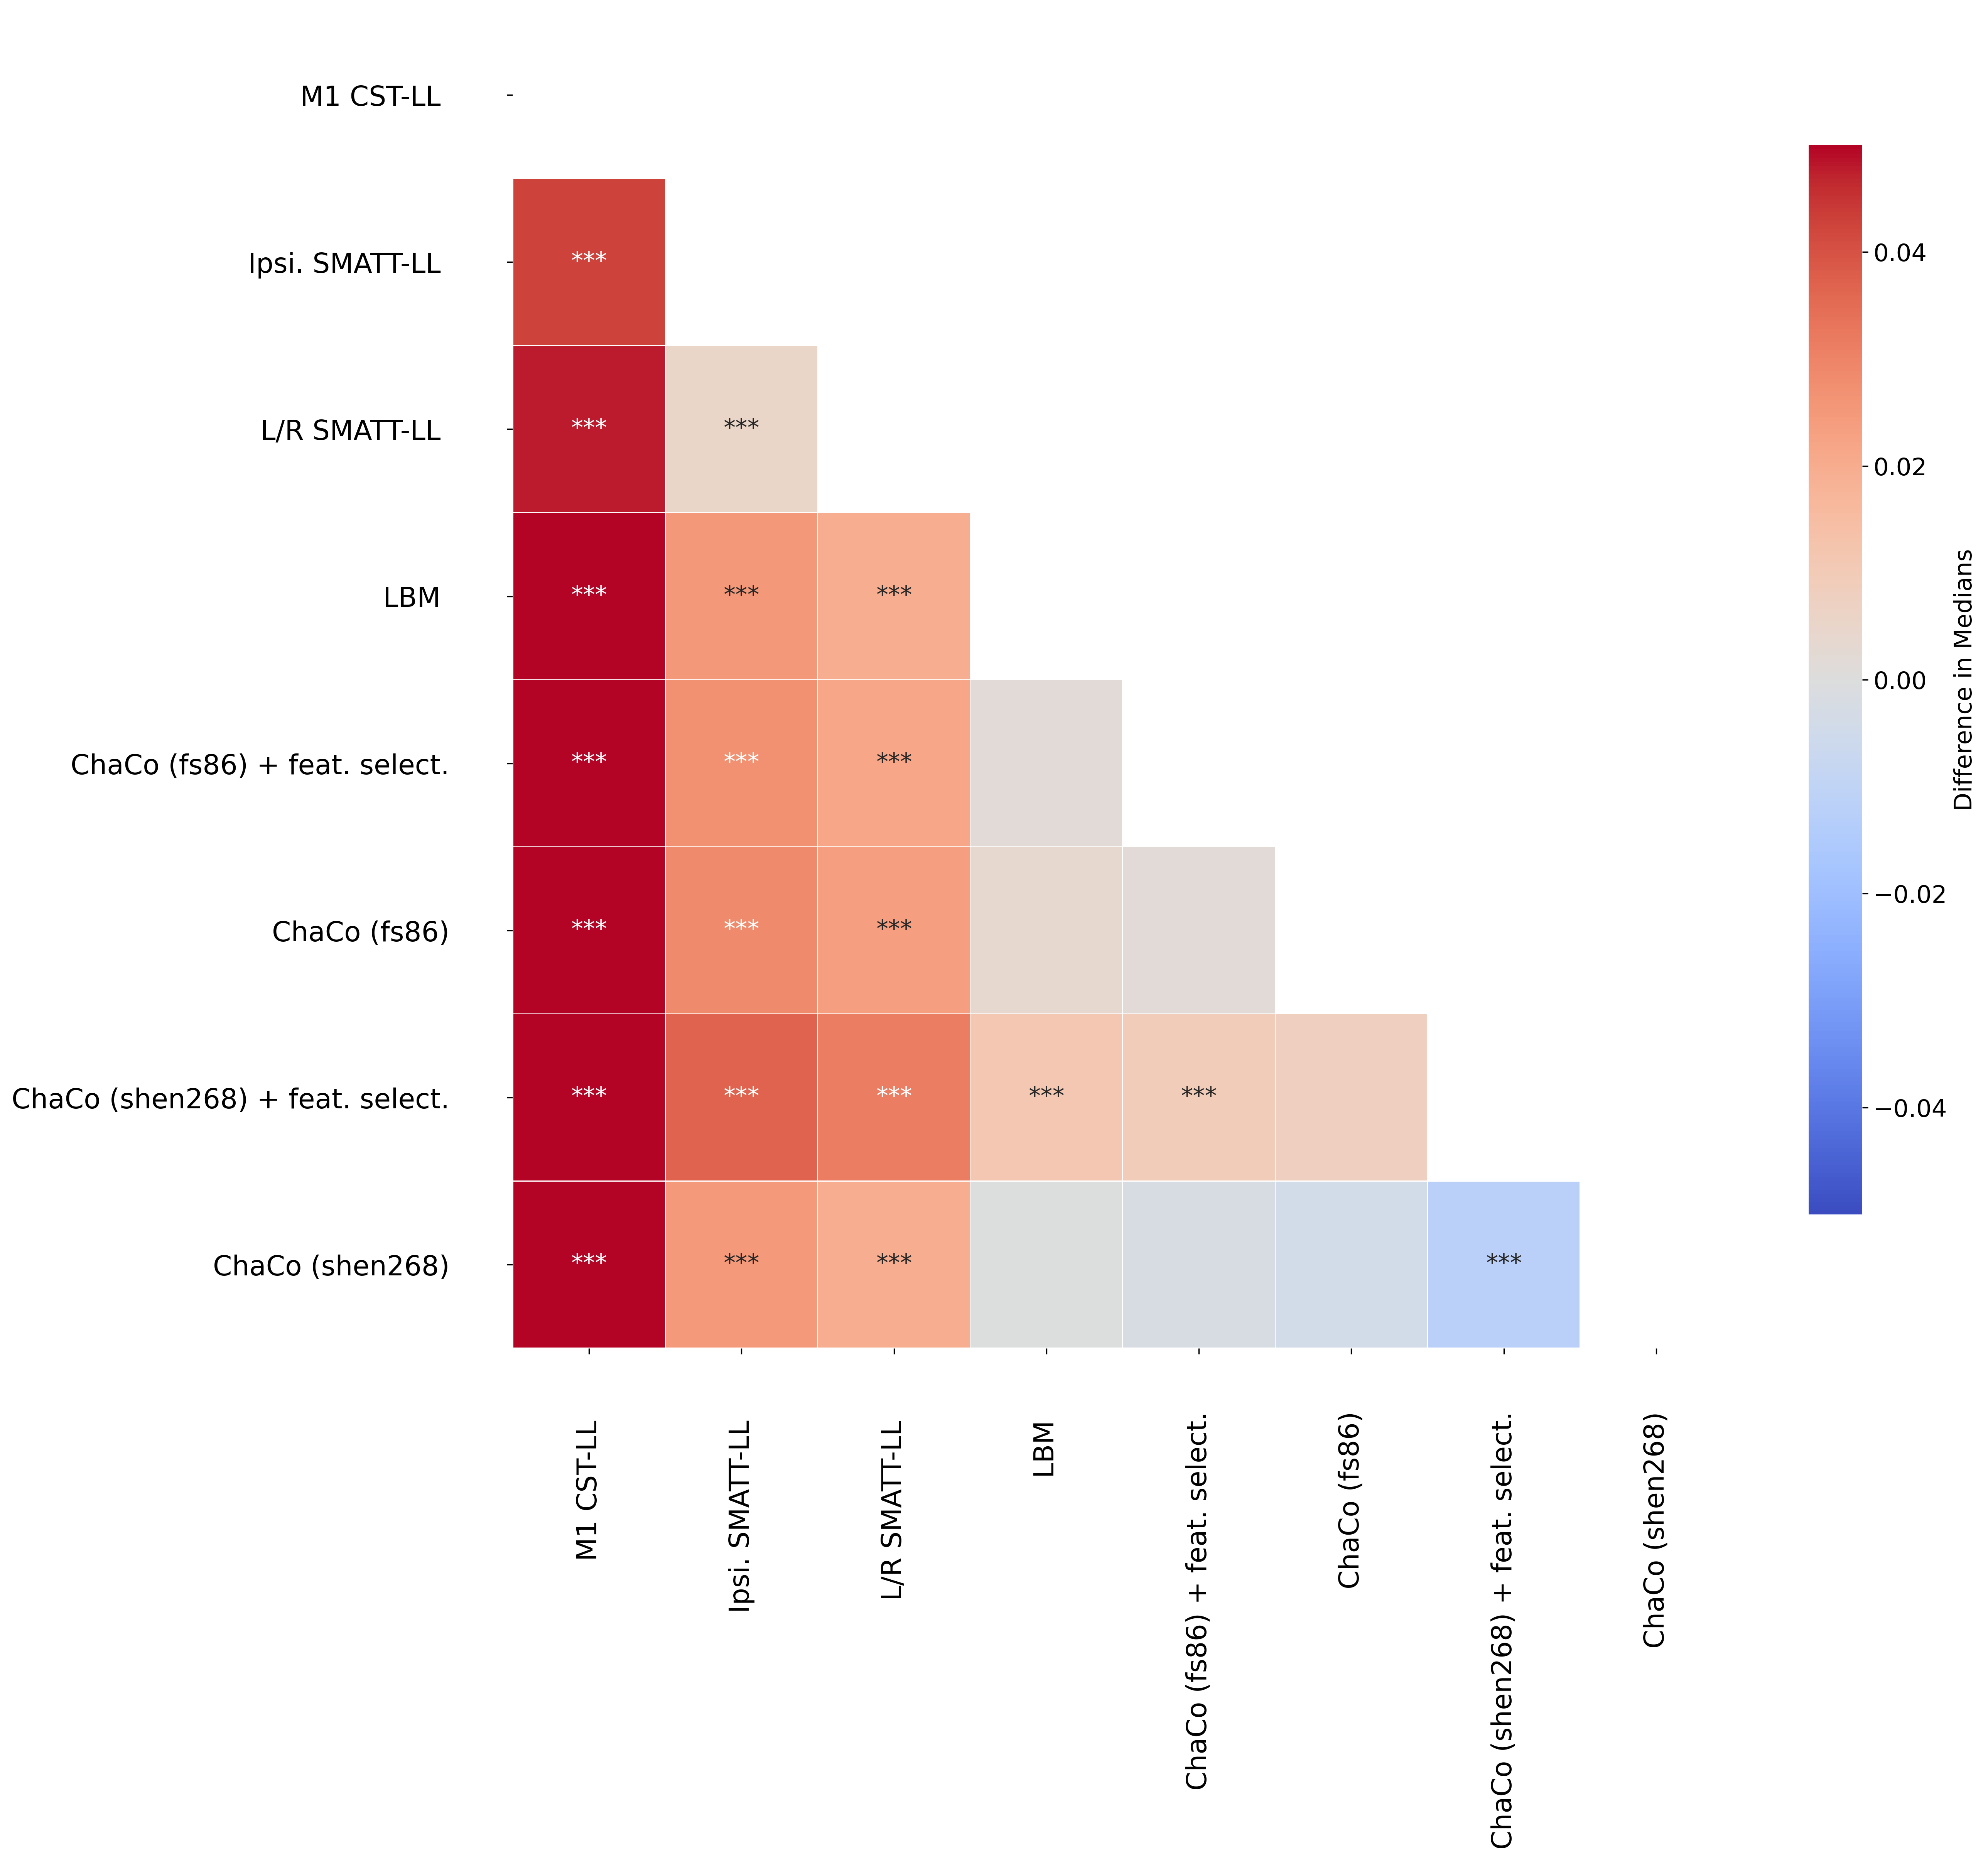 M1 CST-LL
Ipsi. SMATT-LL
***
L/R SMATT-LL
*** ***
LBM
*** *** ***
ChaCo (fs86) + feat. select.
*** *** ***
ChaCo (fs86)
*** *** ***
ChaCo (shen268) + feat. select.
*** *** *** *** ***
ChaCo (shen268)
*** *** *** ***
M1 CST-LL
Ipsi. SMATT-LL
L/R SMATT-LL
LBM
ChaCo (fs86) + feat. select.
ChaCo (fs86)
ChaCo (shen268) + feat. select.
ChaCo (shen268)
0.04
0.02
0.00
−0.02
−0.04
Difference in Medians